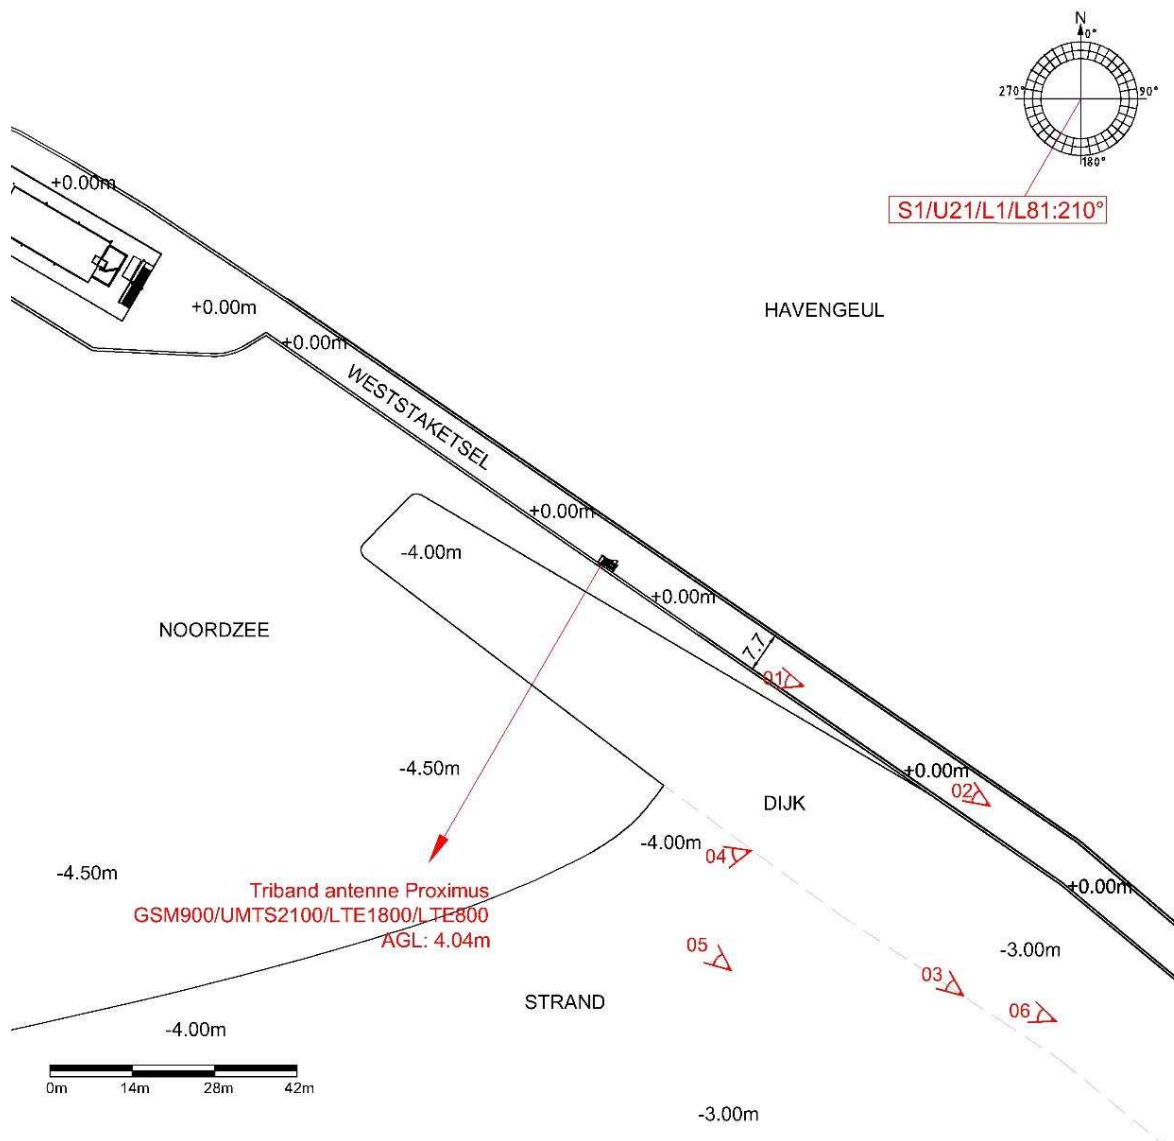 N
0°
270°
90°
180°
S1/U21/L1/L81:210°
+0.00m
+0.00m
+0.00m
HAVENGEUL
WESTSTAKETSEL
+0.00m
-4.00m
+0.00m
NOORDZEE
7.7
01
-4.50m
+0.00m
02
DIJK
-4.00m
04
-4.50m
+0.00m
Triband antenne Proximus
GSM900/UMTS2100/LTE1800/LTE800
AGL: 4.04m
05
-3.00m
03
STRAND
06
-4.00m
0m
14m
28m
42m
-3.00m